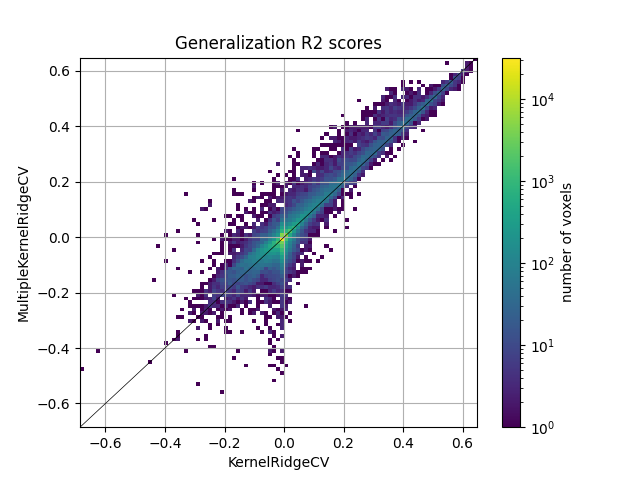 Generalization R2 scores
MultipleKernelRidgeCV
0.6
0.4
0.2
0.0
−0.2
−0.4
−0.6
−0.6 −0.4 −0.2 0.0 0.2 0.4 0.6
KernelRidgeCV
10^4
10^3
10^2
10^1
10^0
number of voxels